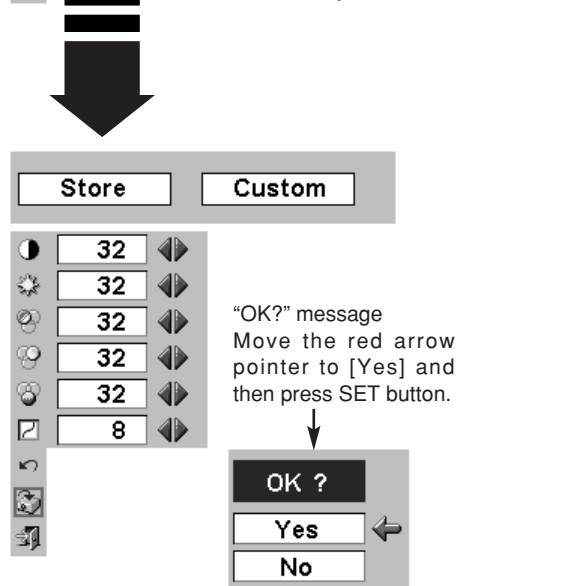 Store Custom
32
32
32
32
32
8
“OK?” message
Move the red arrow
pointer to [Yes] and
then press SET button.
OK ?
Yes
No